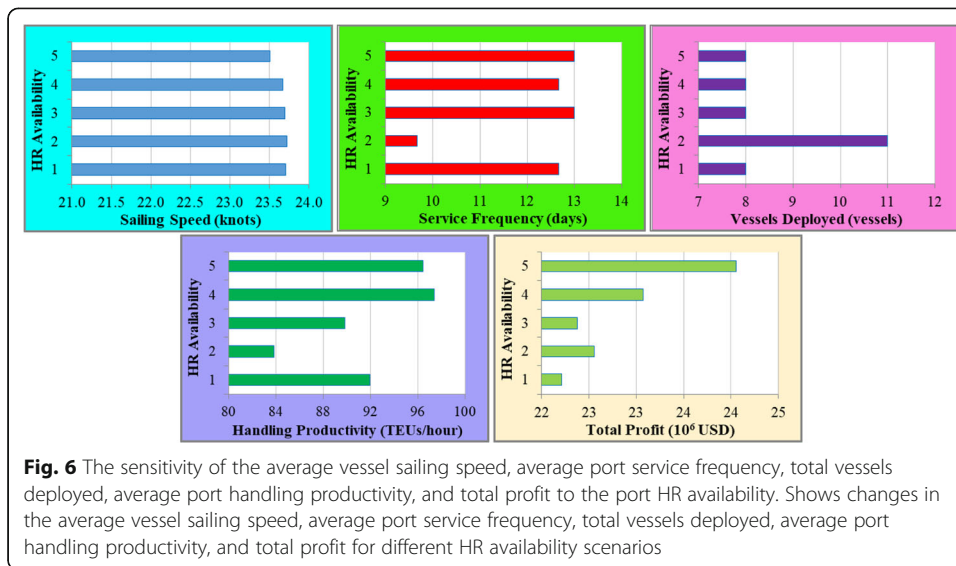 HR Availability
5
4
3
2
1
21.0 21.5 22.0 22.5 23.0 23.5 24.0
Sailing Speed (knots)
HR Availability
5
4
3
2
1
9 10 11 12 13 14
Service Frequency (days)
HR Availability
5
4
3
2
1
7 8 9 10 11 12
Vessels Deployed (vessels)
HR Availability
5
4
3
2
1
80 84 88 92 96 100
Handling Productivity (TEUs/hour)
HR Availability
5
4
3
2
1
22 23 23 24 24 25
Total Profit (10⁶ USD)
Fig. 6 The sensitivity of the average vessel sailing speed, average port service frequency, total vessels
deployed, average port handling productivity, and total profit to the port HR availability. Shows changes in
the average vessel sailing speed, average port service frequency, total vessels deployed, average port
handling productivity, and total profit for different HR availability scenarios